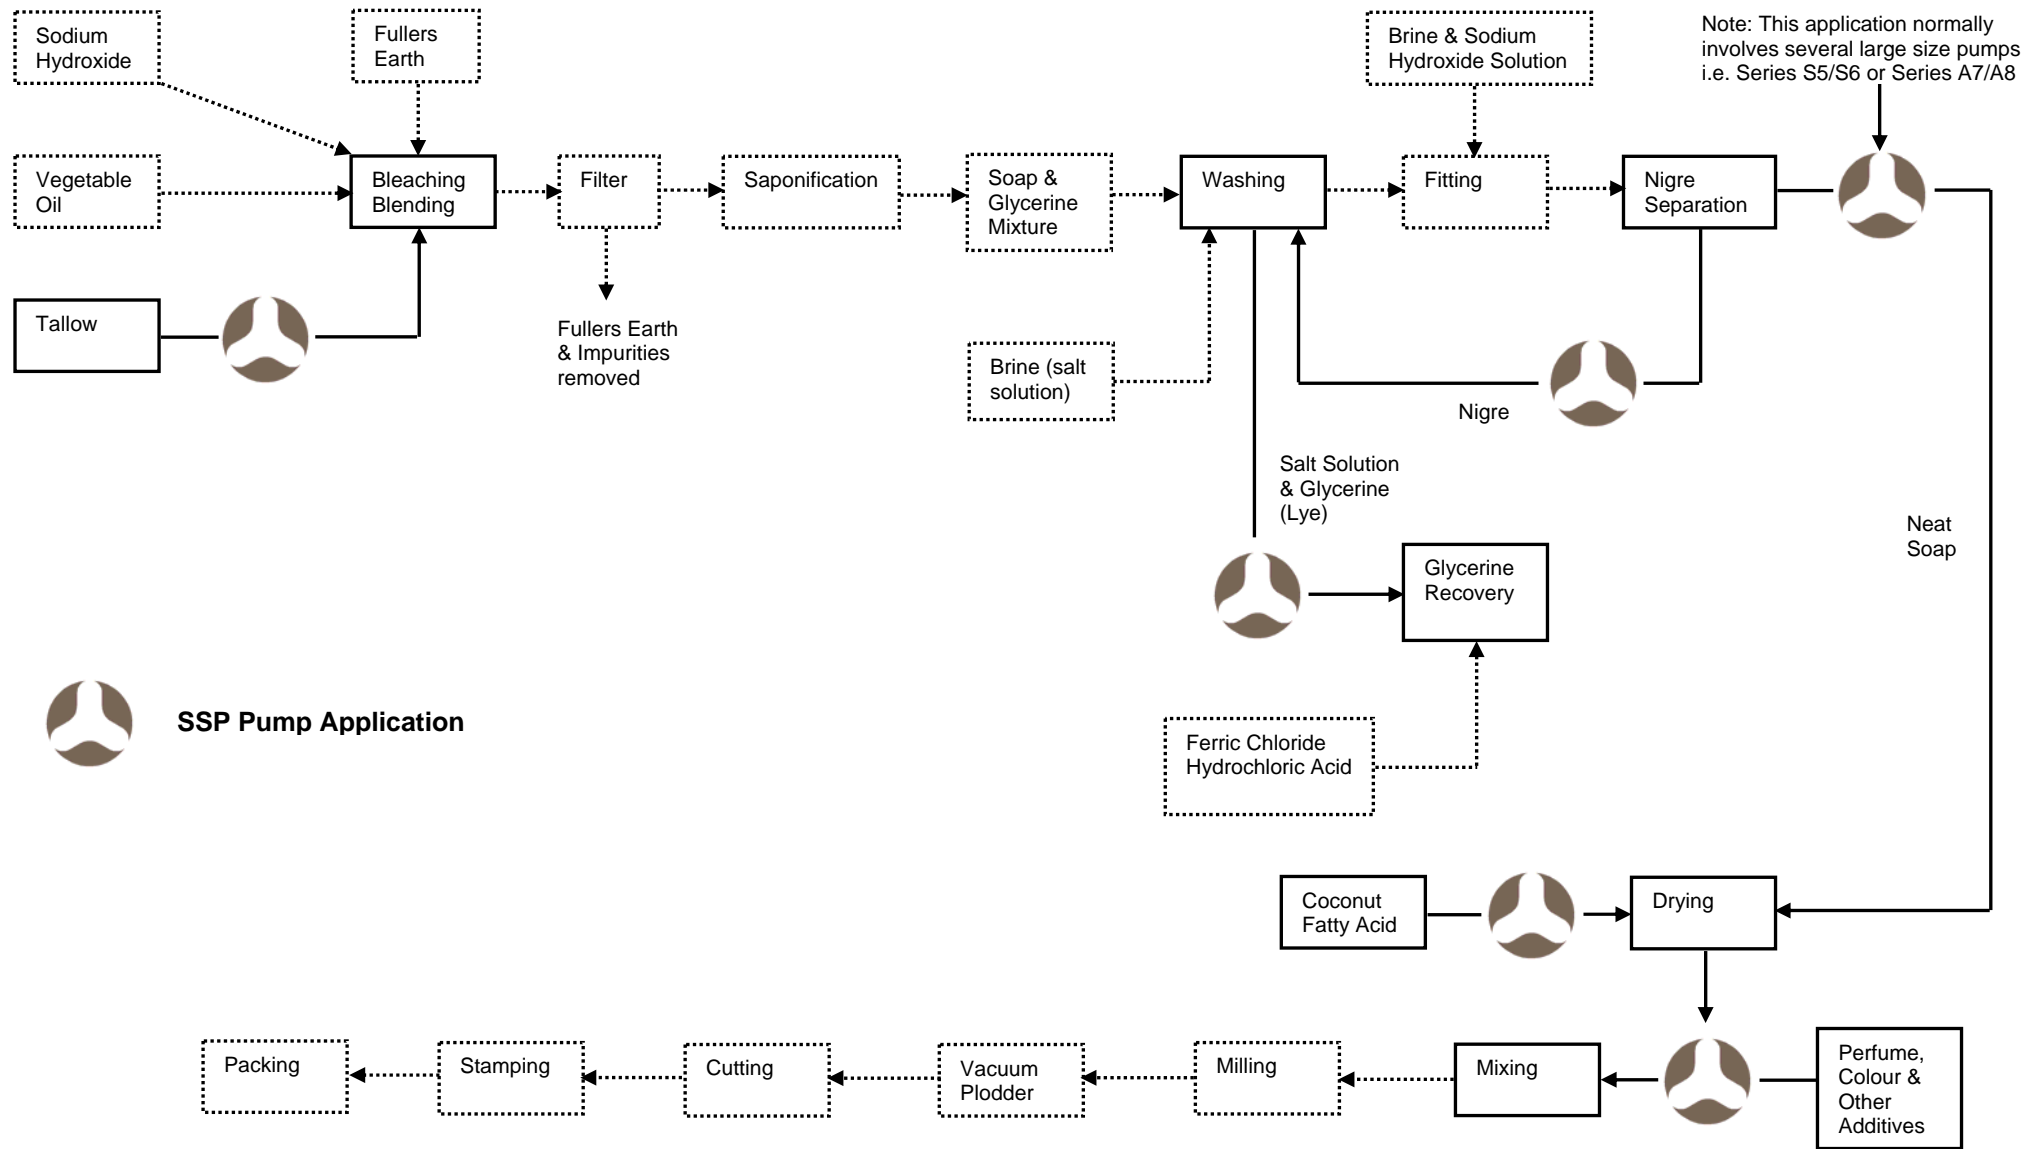 Sodium
Hydroxide
Fullers
Earth
Brine & Sodium
Hydroxide Solution
Note: This application normally
involves several large size pumps
i.e. Series S5/S6 or Series A7/A8
Vegetable
Oil
Bleaching
Blending
Filter
Saponification
Soap &
Glycerine
Mixture
Washing
Fitting
Nigre
Separation
Tallow
Fullers Earth
& Impurities
removed
Brine (salt
solution)
Nigre
Salt Solution
& Glycerine
(Lye)
Neat
Soap
Glycerine
Recovery
SSP Pump Application
Ferric Chloride
Hydrochloric Acid
Coconut
Fatty Acid
Drying
Packing
Stamping
Cutting
Vacuum
Plodder
Milling
Mixing
Perfume,
Colour &
Other
Additives